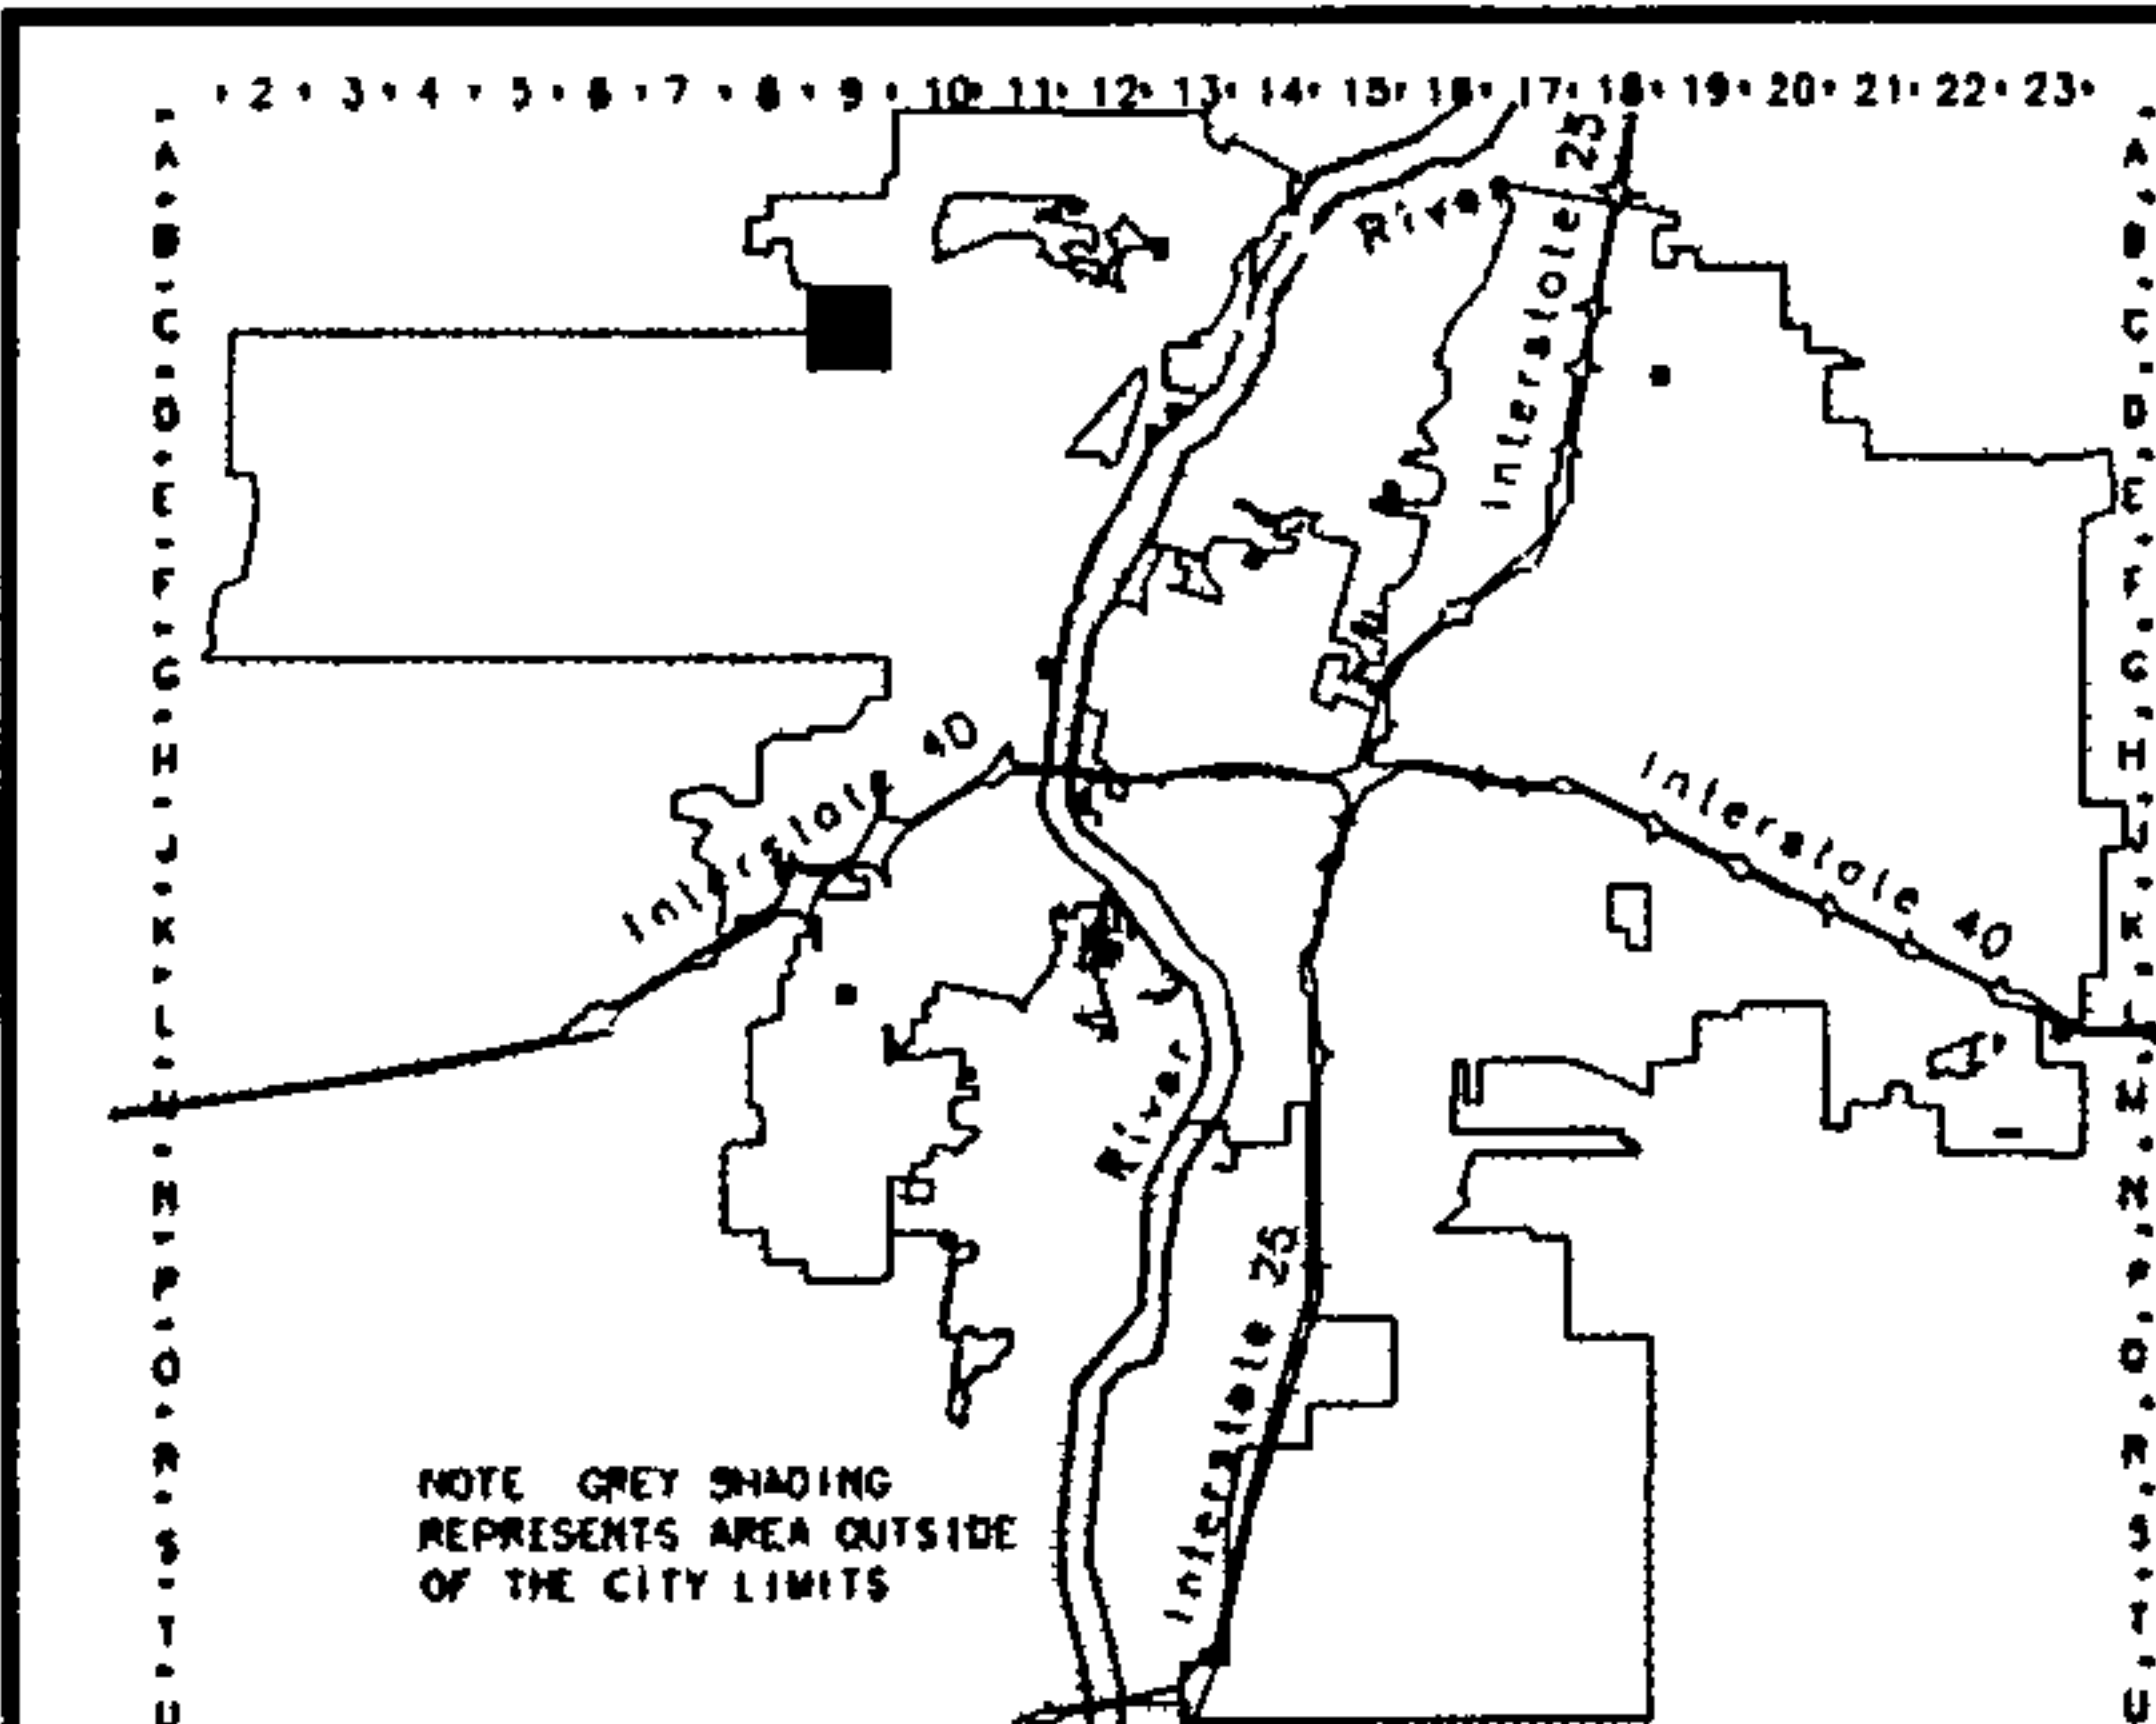 · 2 · 3 · 4 · 5 · 6 · 7 · 8 · 9 · 10 · 11 · 12 · 13 · 14 · 15 · 16 · 17 · 18 · 19 · 20 · 21 · 22 · 23 ·
A A
B B
C C
D D
E E
F F
G G
H H
J J
K K
L L
M M
N N
P P
Q Q
R R
S S
T T
U U
River
Interstate 25
Interstate 40
Interstate 40
River
Interstate 25
NOTE GREY SHADING
REPRESENTS AREA OUTSIDE
OF THE CITY LIMITS